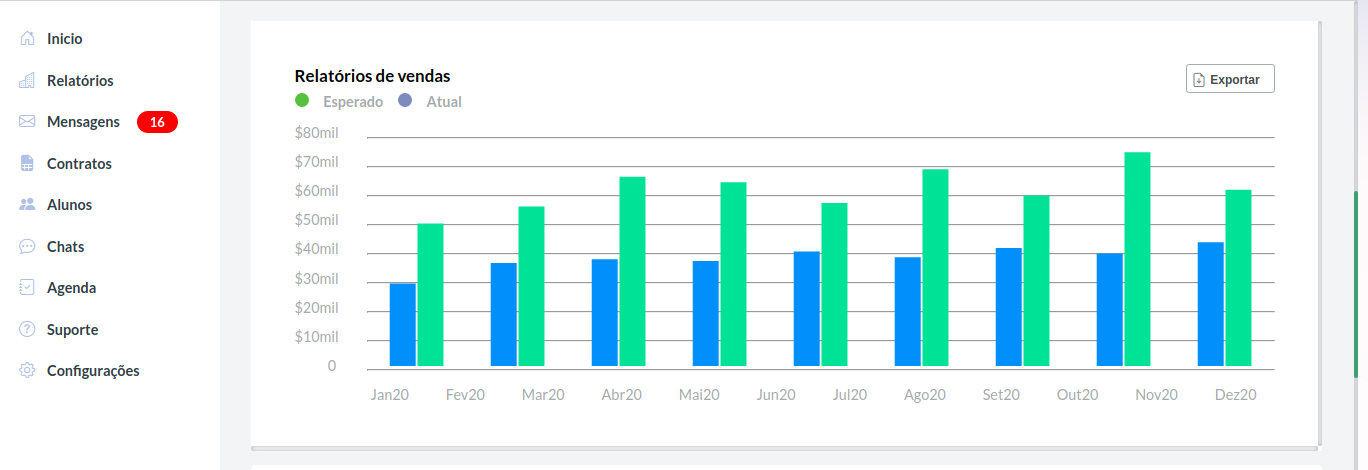 Inicio
Relatórios
Mensagens 16
Contratos
Alunos
Chats
Agenda
Suporte
Configurações
Relatórios de vendas
Exportar
Esperado Atual
$80mil
$70mil
$60mil
$50mil
$40mil
$30mil
$20mil
$10mil
0
Jan20 Fev20 Mar20 Abr20 Mai20 Jun20 Jul20 Ago20 Set20 Out20 Nov20 Dez20